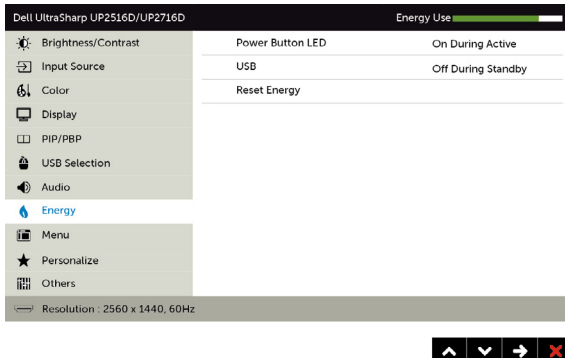 Dell UltraSharp UP2516D/UP2716D Energy Use
Brightness/Contrast
Input Source
Color
Display
PIP/PBP
USB Selection
Audio
Energy
Menu
Personalize
Others
Power Button LED On During Active
USB Off During Standby
Reset Energy
Resolution : 2560 x 1440, 60Hz